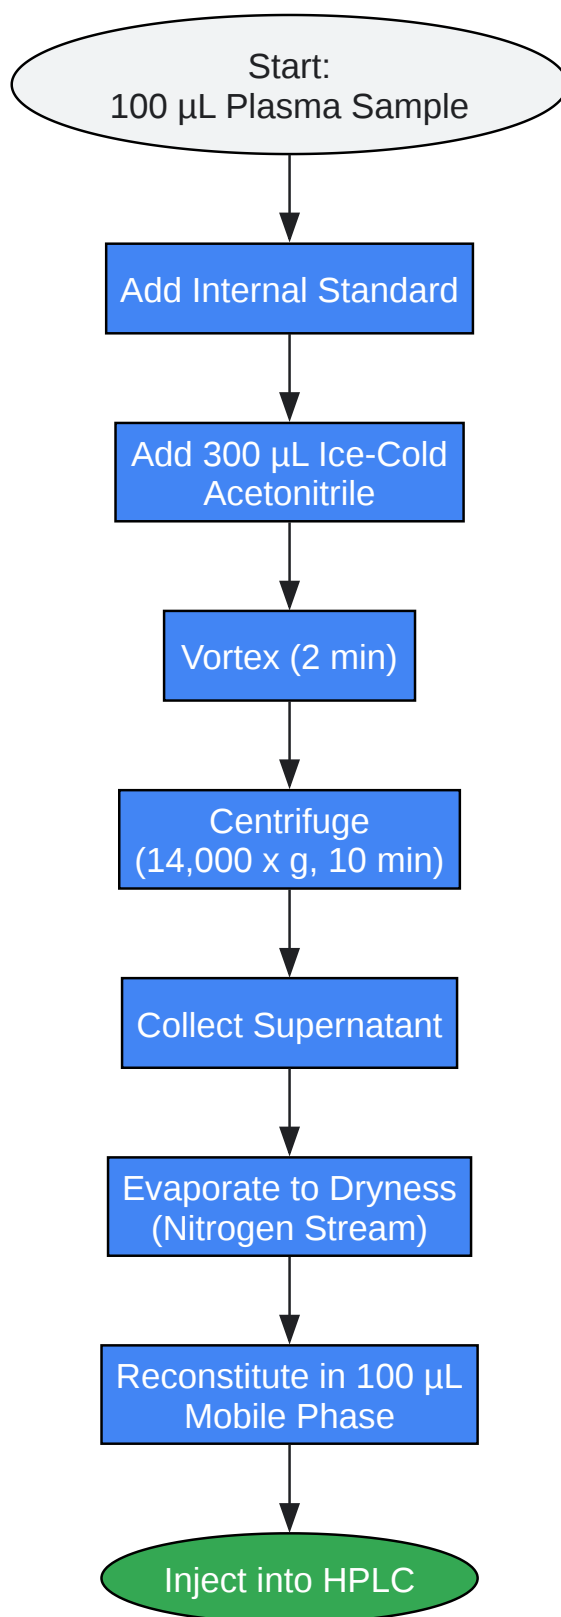 Start:
100 µL Plasma Sample
Add Internal Standard
Add 300 µL Ice-Cold
Acetonitrile
Vortex (2 min)
Centrifuge
(14,000 x g, 10 min)
Collect Supernatant
Evaporate to Dryness
(Nitrogen Stream)
Reconstitute in 100 µL
Mobile Phase
Inject into HPLC